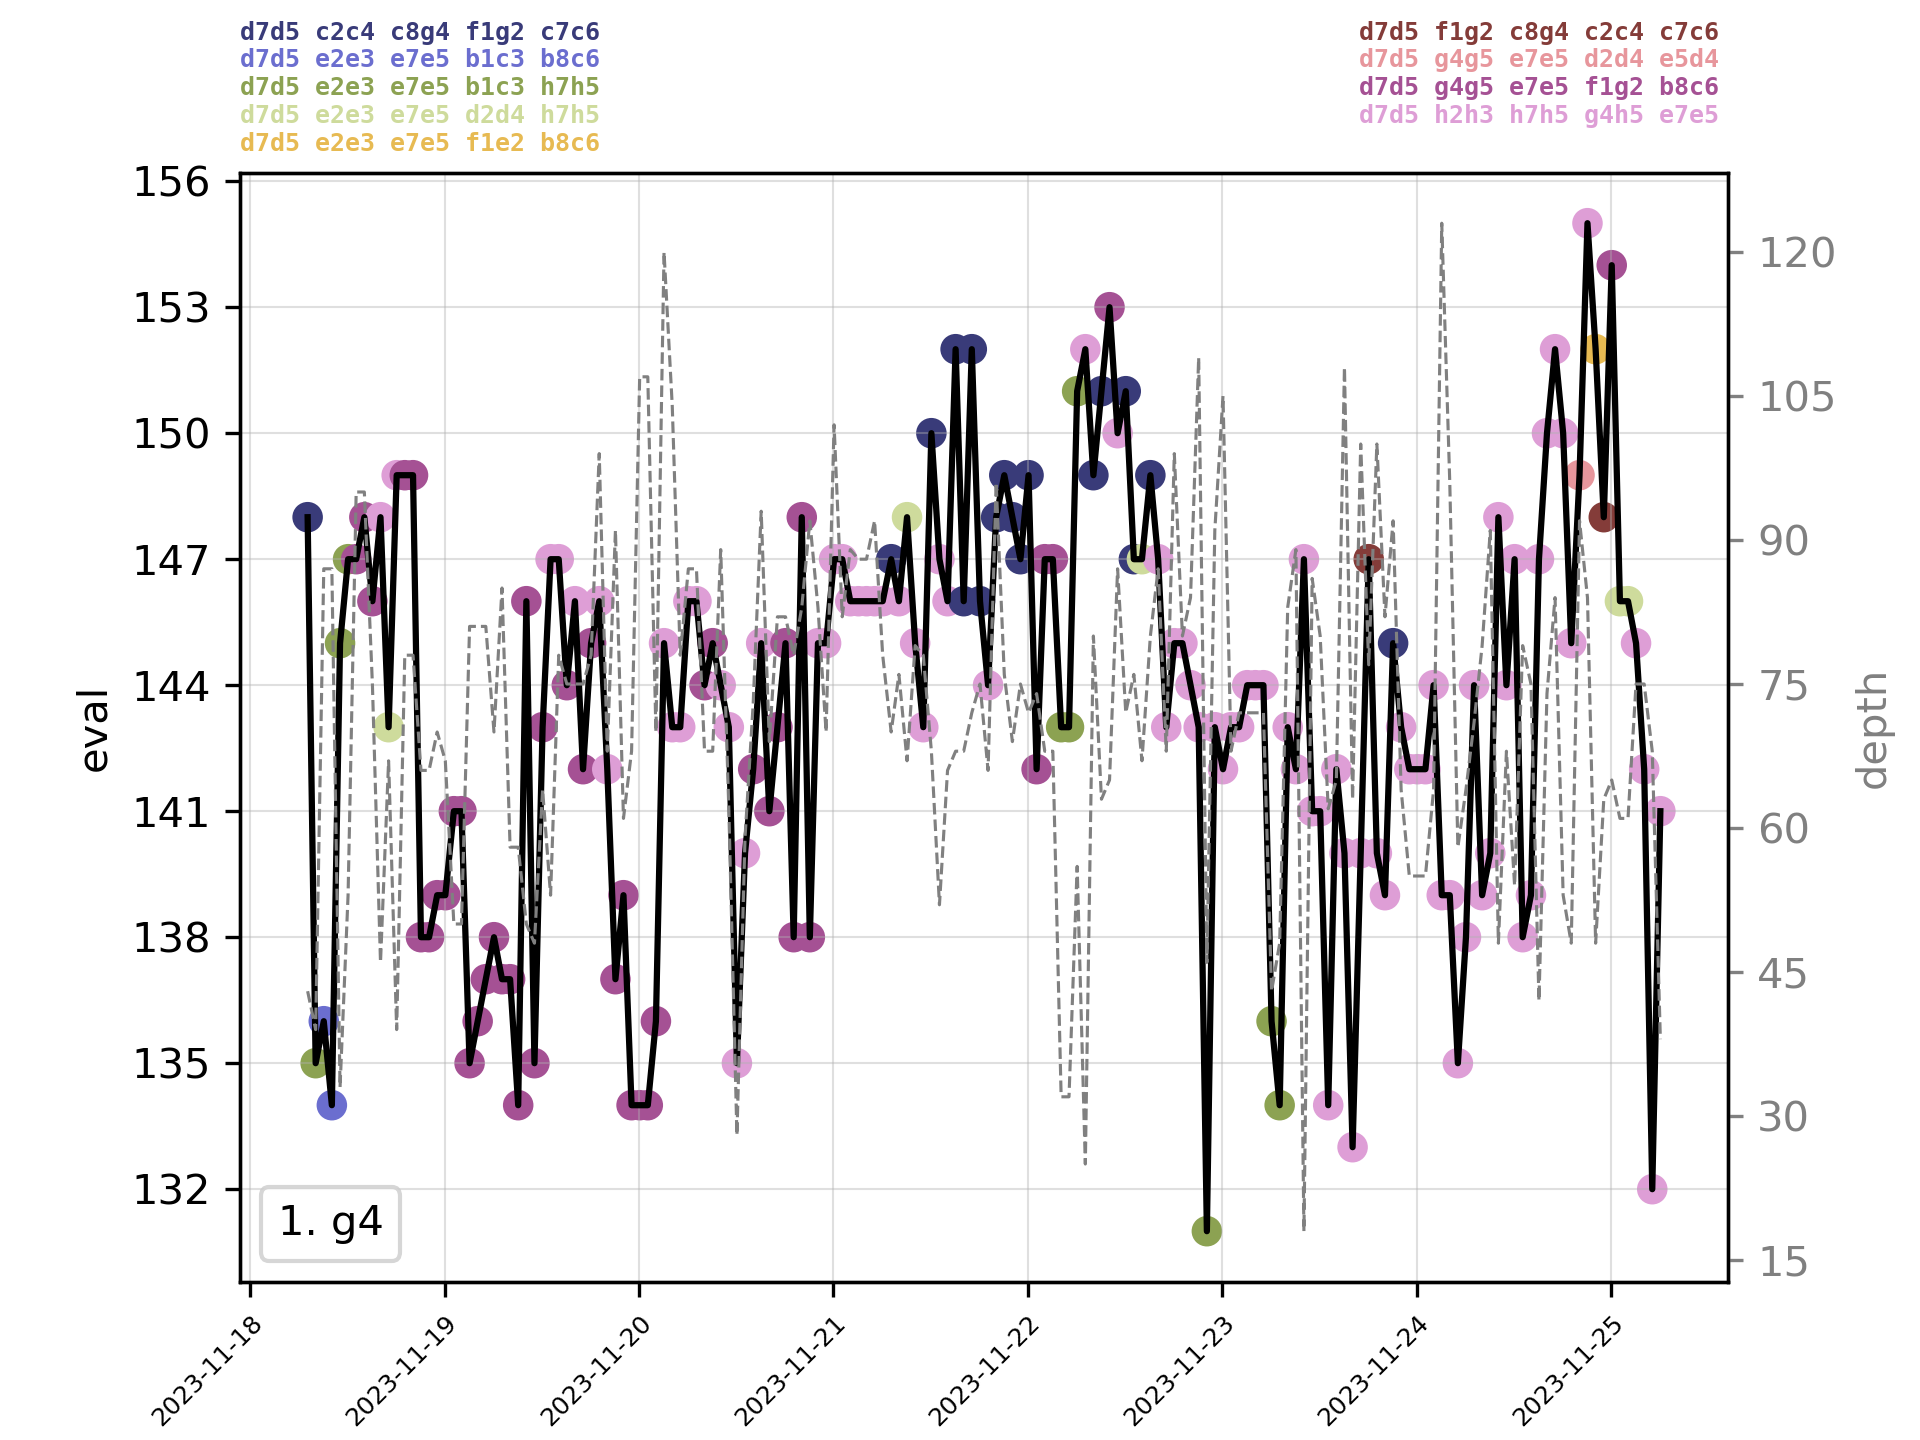 d7d5 c2c4 c8g4 f1g2 c7c6
d7d5 e2e3 e7e5 b1c3 b8c6
d7d5 e2e3 e7e5 b1c3 h7h5
d7d5 e2e3 e7e5 d2d4 h7h5
d7d5 e2e3 e7e5 f1e2 b8c6
d7d5 f1g2 c8g4 c2c4 c7c6
d7d5 g4g5 e7e5 d2d4 e5d4
d7d5 g4g5 e7e5 f1g2 b8c6
d7d5 h2h3 h7h5 g4h5 e7e5
156
153
150
147
144
141
138
135
132
eval
120
105
90
75
60
45
30
15
depth
1. g4
2023-11-18
2023-11-19
2023-11-20
2023-11-21
2023-11-22
2023-11-23
2023-11-24
2023-11-25